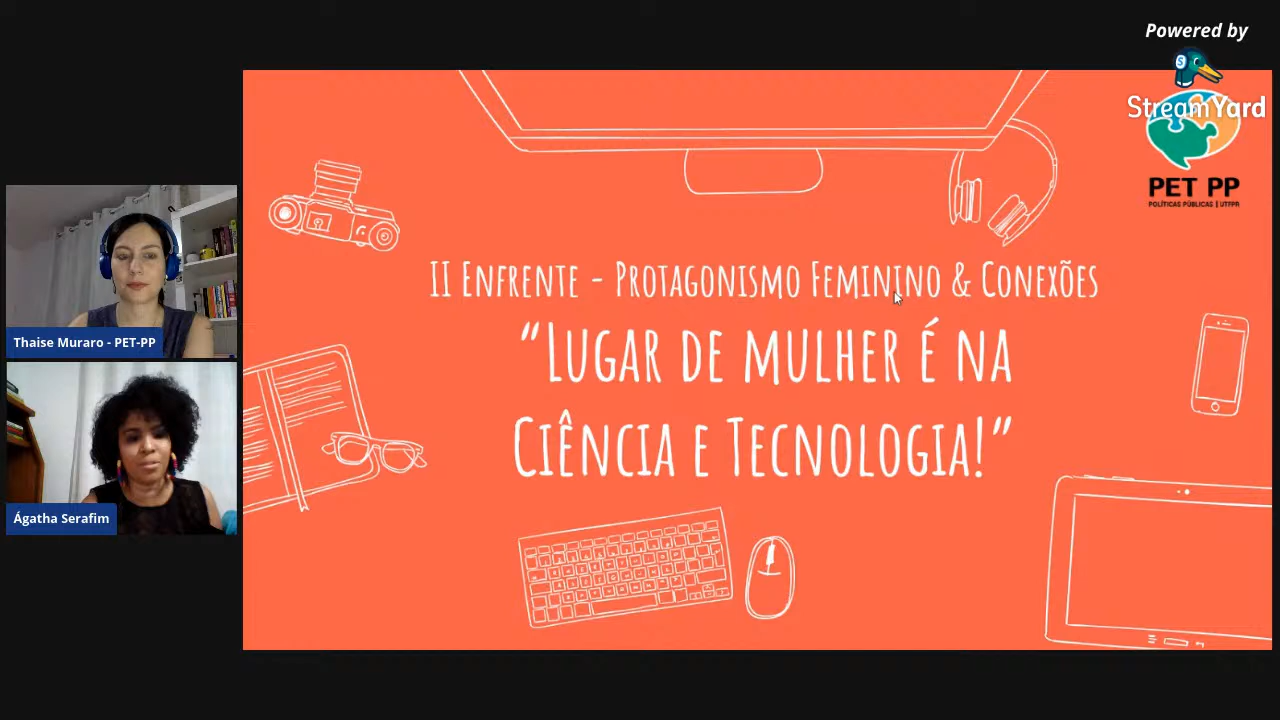 Powered by
StreamYard
PET PP
POLÍTICAS PÚBLICAS | UTFPR
II Enfrente - Protagonismo Feminino & Conexões
“Lugar de mulher é na
Ciência e Tecnologia!”
Thaise Muraro - PET-PP
Ágatha Serafim